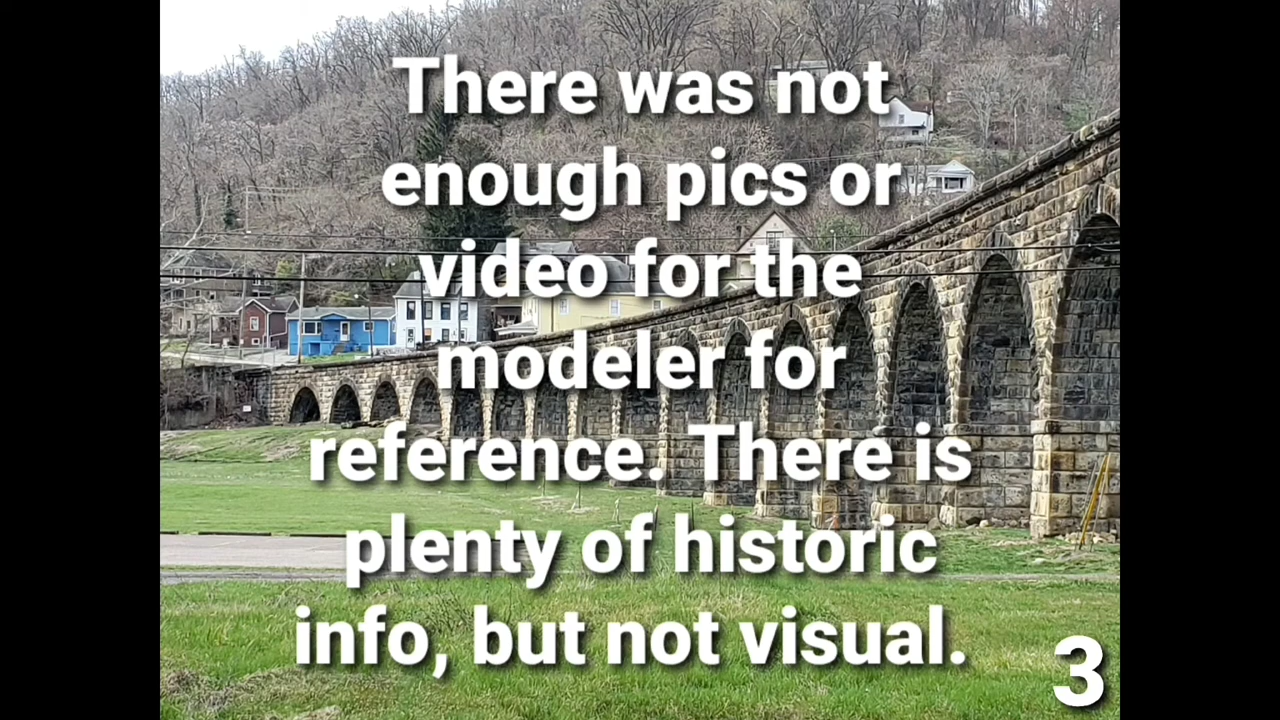 There was not
enough pics or
video for the
modeler for
reference. There is
plenty of historic
info, but not visual.
3